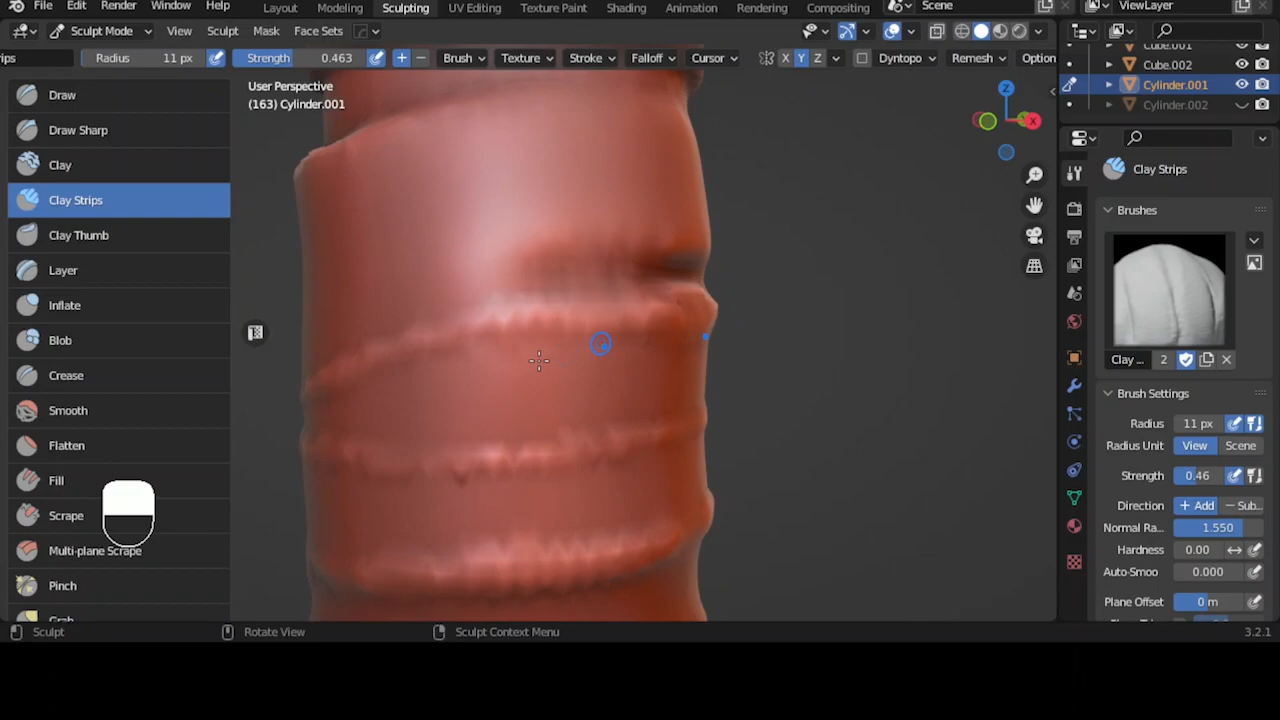 File Edit Render Window Help Layout Modeling Sculpting UV Editing Texture Paint Shading Animation Rendering Compositing Scene ViewLayer
Sculpt Mode View Sculpt Mask Face Sets
rips Radius 11 px Strength 0.463 + − Brush Texture Stroke Falloff Cursor X Y Z Dyntopo Remesh Option
User Perspective
(163) Cylinder.001
Draw
Draw Sharp
Clay
Clay Strips
Clay Thumb
Layer
Inflate
Blob
Crease
Smooth
Flatten
Fill
Scrape
Multi-plane Scrape
Pinch
Grab
Z
X
Cube.001
Cube.002
Cylinder.001
Cylinder.002
Clay Strips
Brushes
Clay ... 2
Brush Settings
Radius 11 px
Radius Unit View Scene
Strength 0.46
Direction + Add − Sub...
Normal Ra... 1.550
Hardness 0.00
Auto-Smoo 0.000
Plane Offset 0 m
Sculpt Rotate View Sculpt Context Menu 3.2.1